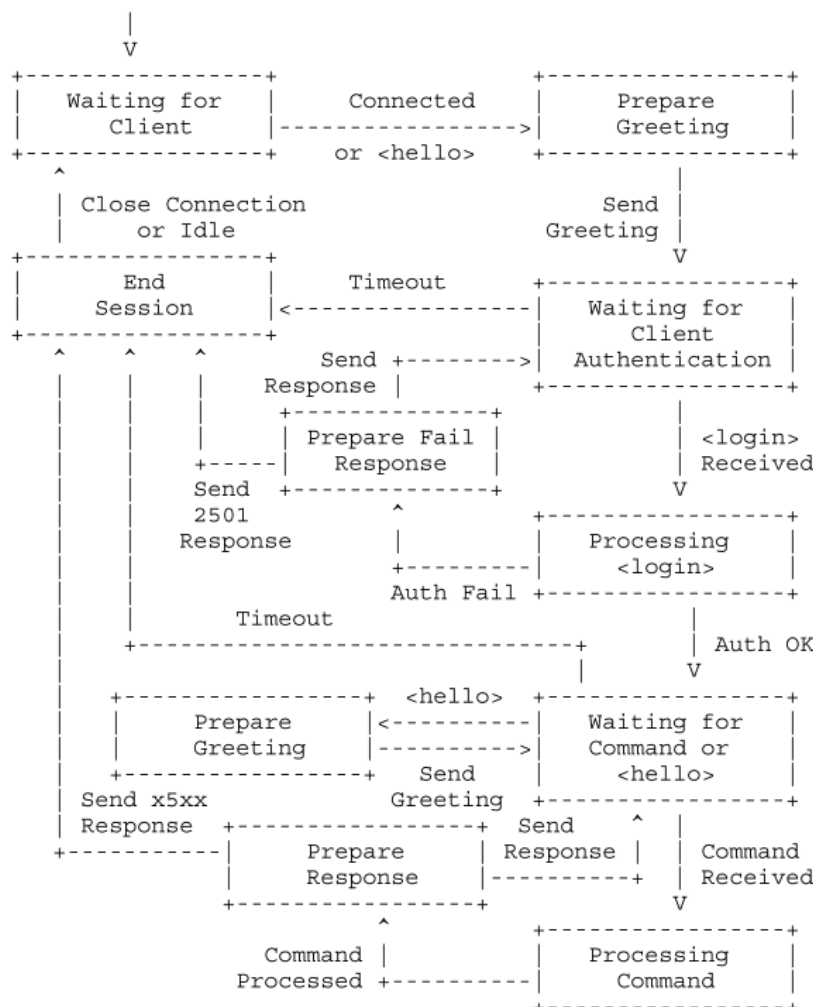 |
                V
        +-----------------+                  +-----------------+
        |   Waiting for   |     Connected    |     Prepare     |
        |      Client     |----------------->|     Greeting    |
        +-----------------+    or <hello>    +-----------------+
           ^                                          |
           | Close Connection                    Send |
           |     or Idle                     Greeting |
        +-----------------+                           V
        |       End       |     Timeout      +-----------------+
        |     Session     |<-----------------|   Waiting for   |
        +-----------------+                  |      Client     |
           ^    ^    ^        Send +-------->|  Authentication |
           |    |    |    Response |         +-----------------+
           |    |    |     +--------------+           |
           |    |    |     | Prepare Fail |           | <login>
           |    |    +-----|   Response   |           | Received
           |    |    Send  +--------------+           V
           |    |    2501          ^         +-----------------+
           |    |   Response       |         |   Processing    |
           |    |                  +---------|     <login>     |
           |    |                  Auth Fail +-----------------+
           |    |       Timeout                        |
           |    +-------------------------------+      | Auth OK
           |                                    |      V
           |   +-----------------+  <hello>  +-----------------+
           |   |     Prepare     |<----------|   Waiting for   |
           |   |     Greeting    |---------->|   Command or    |
           |   +-----------------+   Send    |     <hello>     |
           | Send x5xx             Greeting  +-----------------+
           | Response  +-----------------+  Send   ^  |
           +-----------|     Prepare     | Response|  | Command
                       |     Response    |---------+  | Received
                       +-----------------+            V
                                  ^          +-----------------+
                          Command |          |   Processing    |
                        Processed +----------|     Command     |
                                             +-----------------+